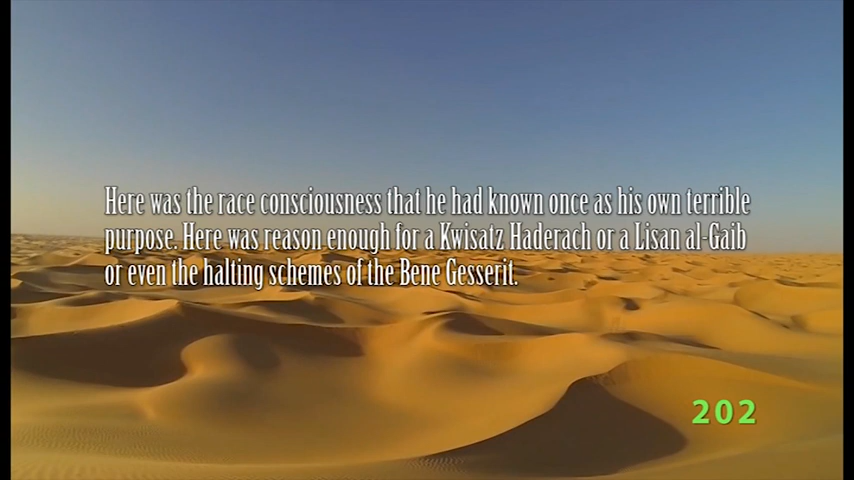 Here was the race consciousness that he had known once as his own terrible
purpose. Here was reason enough for a Kwisatz Haderach or a Lisan al-Gaib
or even the halting schemes of the Bene Gesserit.
202